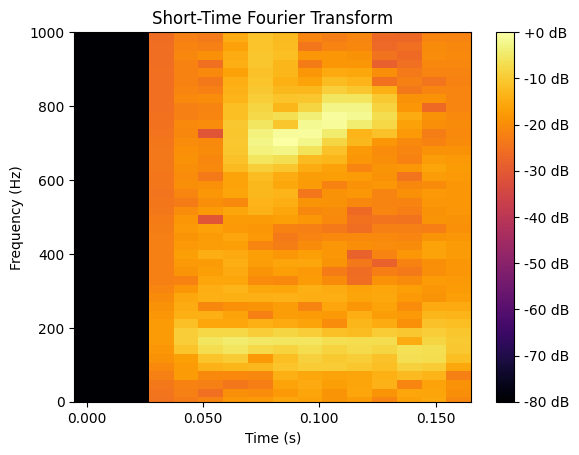 Short-Time Fourier Transform
Frequency (Hz)
1000
800
600
400
200
0
0.000
0.050
0.100
0.150
Time (s)
+0 dB
-10 dB
-20 dB
-30 dB
-40 dB
-50 dB
-60 dB
-70 dB
-80 dB